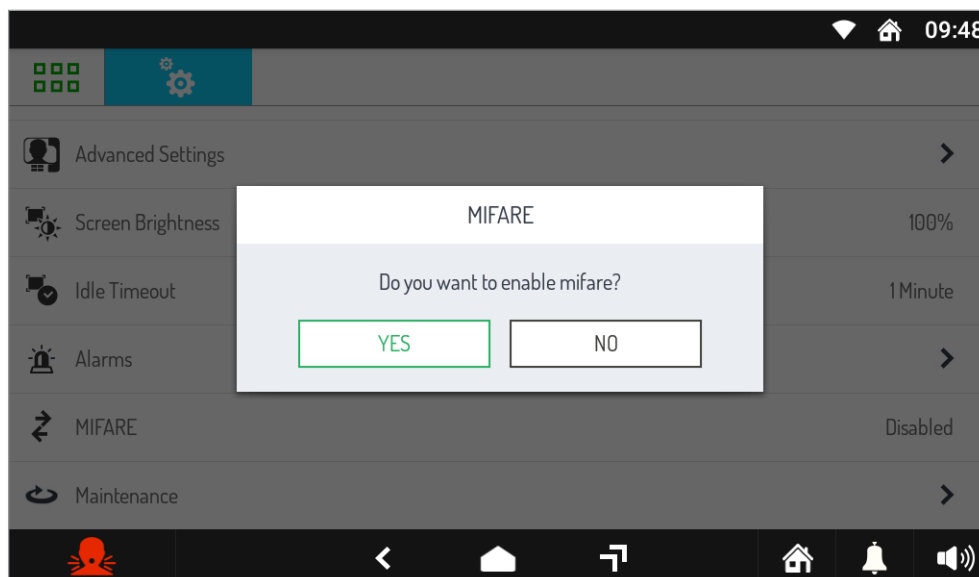 09:48
Advanced Settings
Screen Brightness
100%
Idle Timeout
1 Minute
Alarms
MIFARE
Disabled
Maintenance
MIFARE
Do you want to enable mifare?
YES
NO